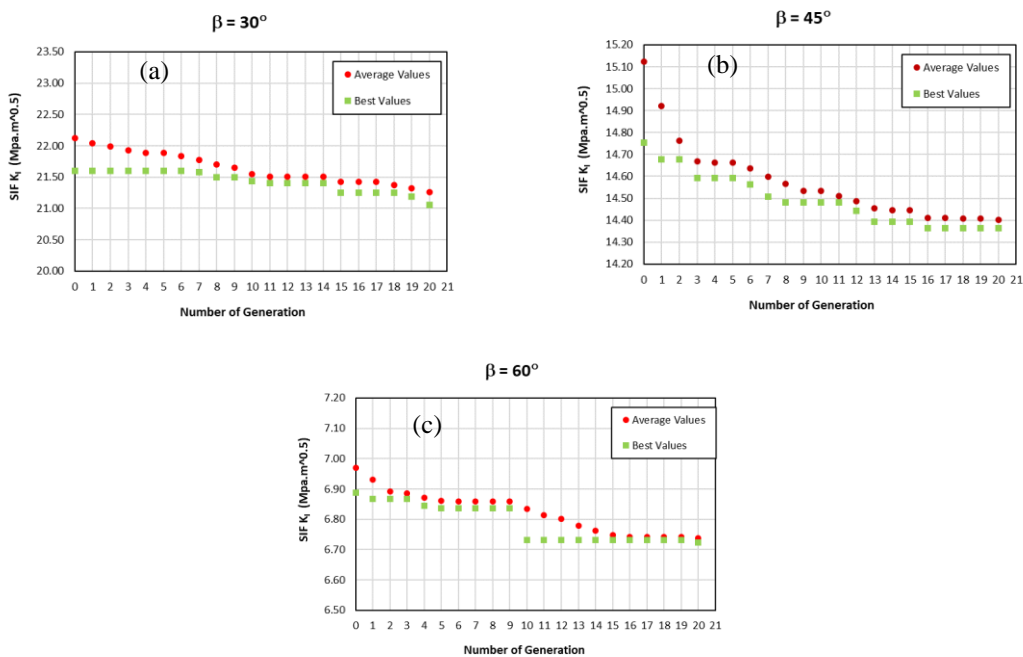 β = 30°
23.50
23.00
22.50
22.00
21.50
21.00
20.50
20.00
SIF K_I (Mpa.m^0.5)
(a)
Average Values
Best Values
0 1 2 3 4 5 6 7 8 9 10 11 12 13 14 15 16 17 18 19 20 21
Number of Generation
β = 45°
15.20
15.10
15.00
14.90
14.80
14.70
14.60
14.50
14.40
14.30
14.20
SIF K_I (Mpa.m^0.5)
(b)
Average Values
Best Values
0 1 2 3 4 5 6 7 8 9 10 11 12 13 14 15 16 17 18 19 20 21
Number of Generation
β = 60°
7.20
7.10
7.00
6.90
6.80
6.70
6.60
6.50
SIF K_I (Mpa.m^0.5)
(c)
Average Values
Best Values
0 1 2 3 4 5 6 7 8 9 10 11 12 13 14 15 16 17 18 19 20 21
Number of Generation